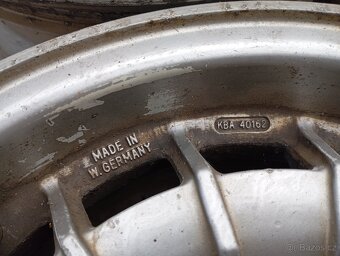 MADE IN
W. GERMANY
KBA 40162